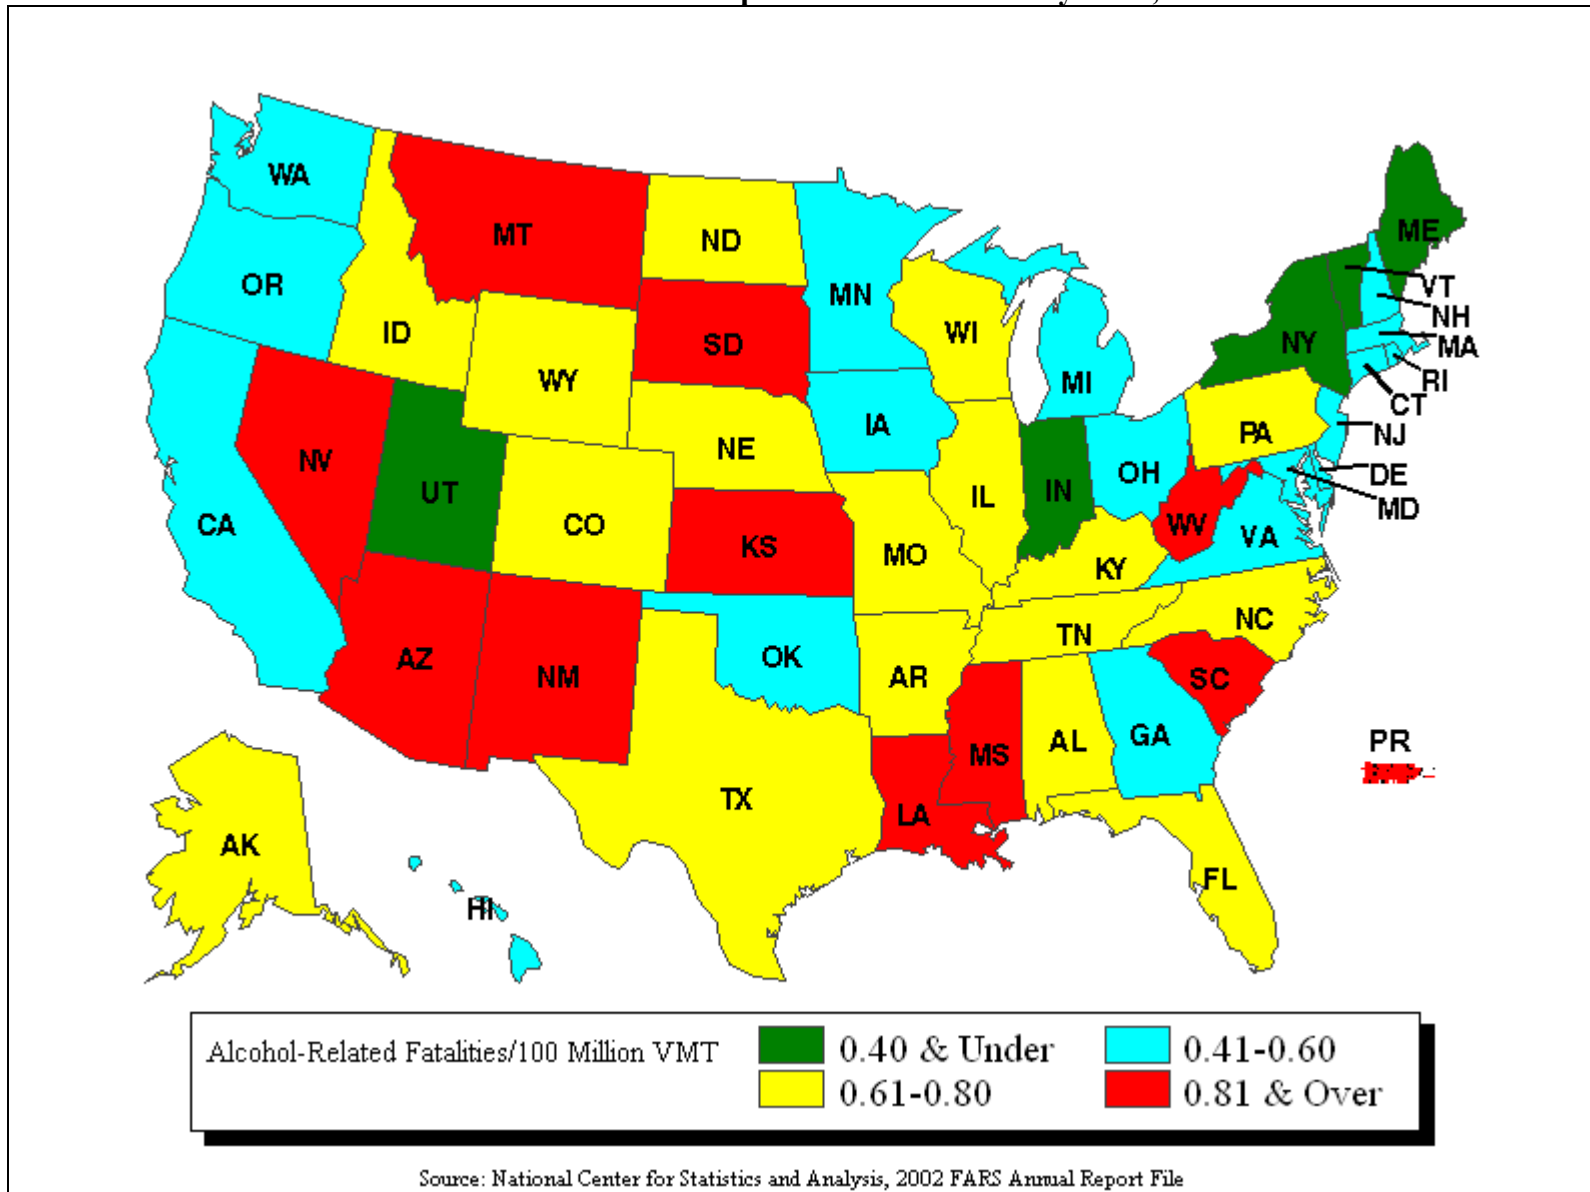 WA
MT
ND
OR
ID
MN
ME
VT
NH
MA
RI
CT
NJ
DE
MD
SD
WY
WI
MI
NY
NE
IA
PA
NV
UT
CO
KS
MO
IL
IN
OH
WV
VA
KY
CA
AZ
NM
OK
AR
TN
NC
SC
TX
LA
MS
AL
GA
FL
PR
AK
HI
Alcohol-Related Fatalities/100 Million VMT
0.40 & Under
0.41-0.60
0.61-0.80
0.81 & Over
Source: National Center for Statistics and Analysis, 2002 FARS Annual Report File